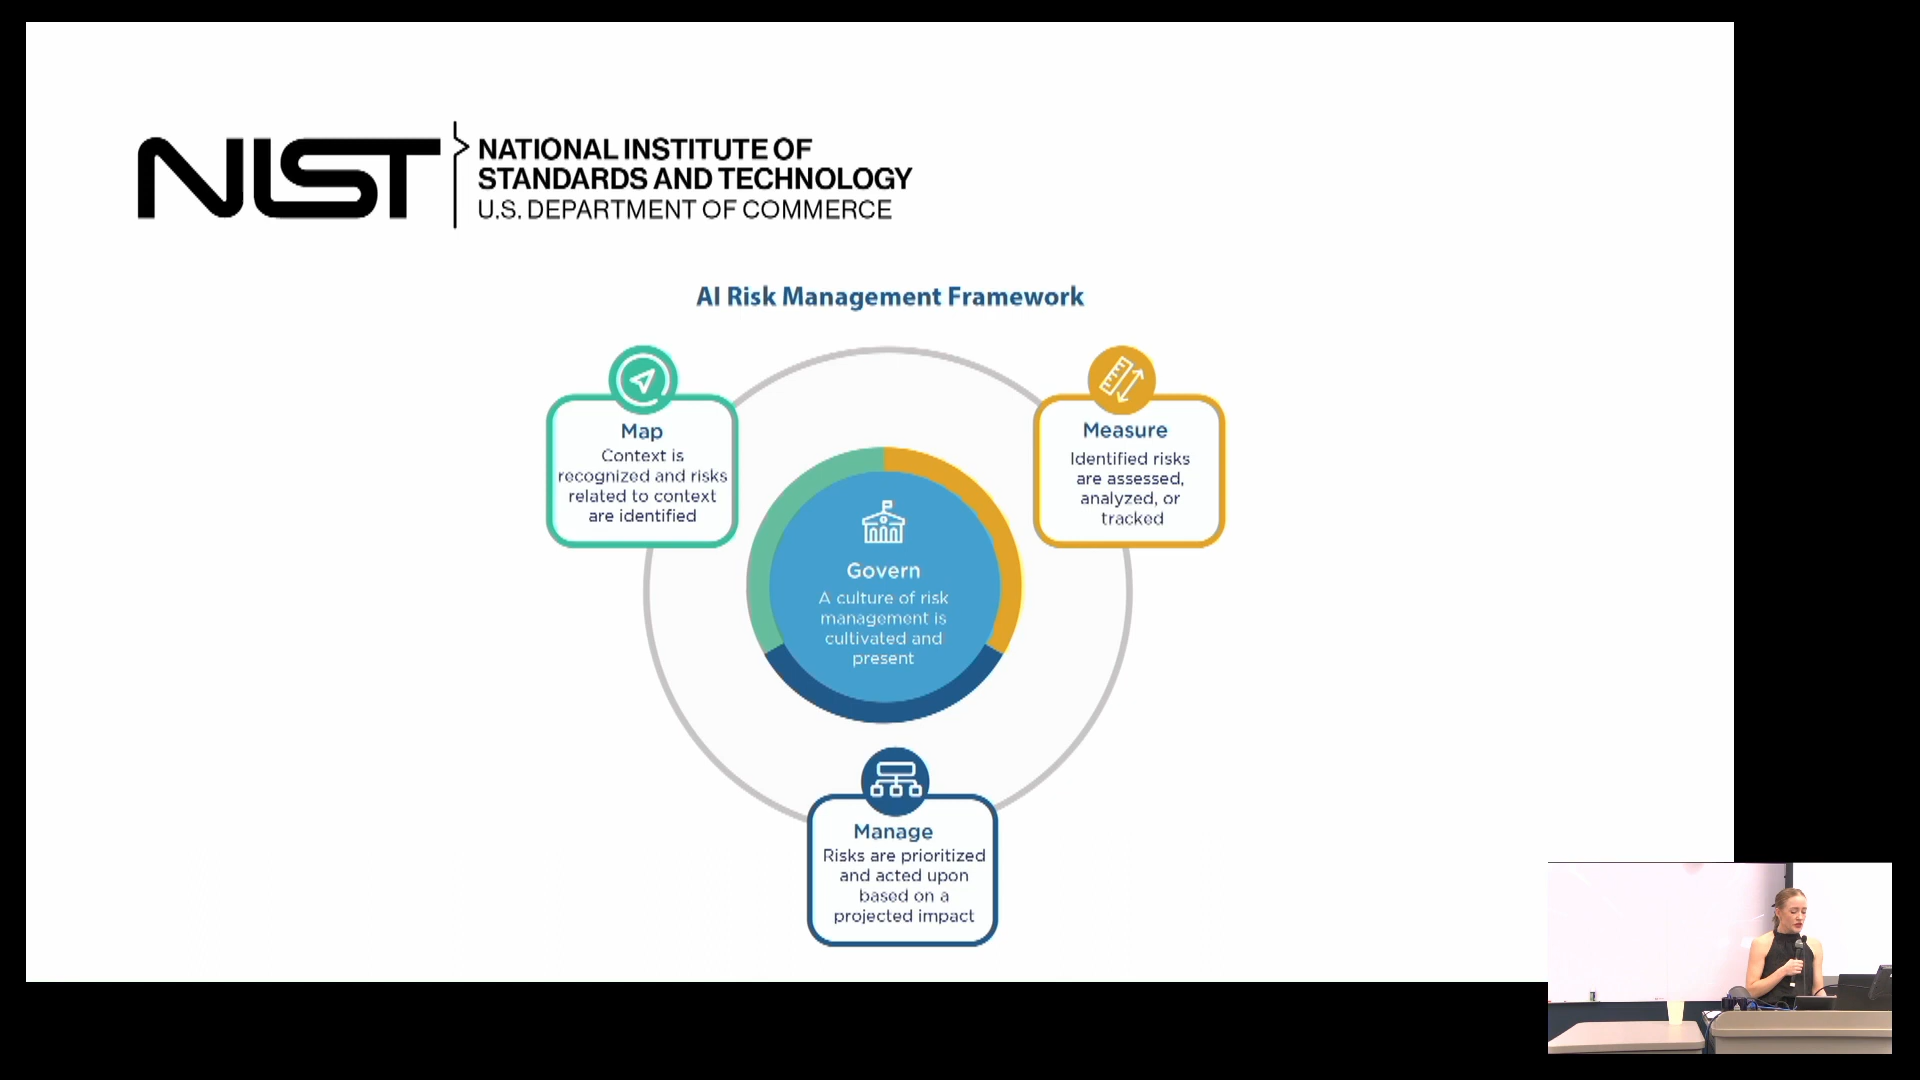 NIST
NATIONAL INSTITUTE OF
STANDARDS AND TECHNOLOGY
U.S. DEPARTMENT OF COMMERCE
AI Risk Management Framework
Map
Context is
recognized and risks
related to context
are identified
Measure
Identified risks
are assessed,
analyzed, or
tracked
Govern
A culture of risk
management is
cultivated and
present
Manage
Risks are prioritized
and acted upon
based on a
projected impact